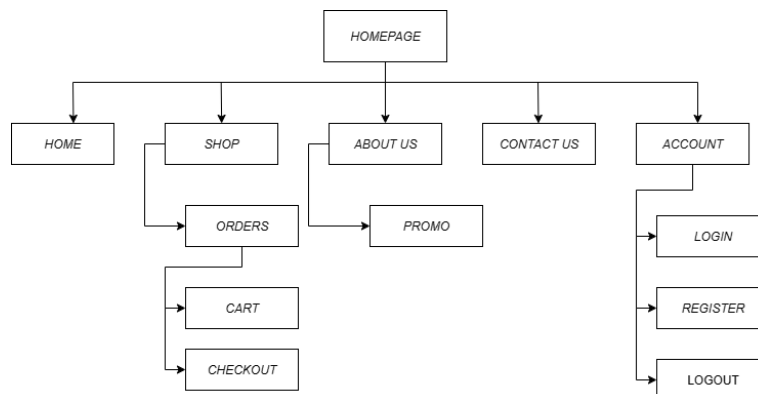 HOMEPAGE
HOME
SHOP
ABOUT US
CONTACT US
ACCOUNT
ORDERS
PROMO
LOGIN
CART
REGISTER
CHECKOUT
LOGOUT